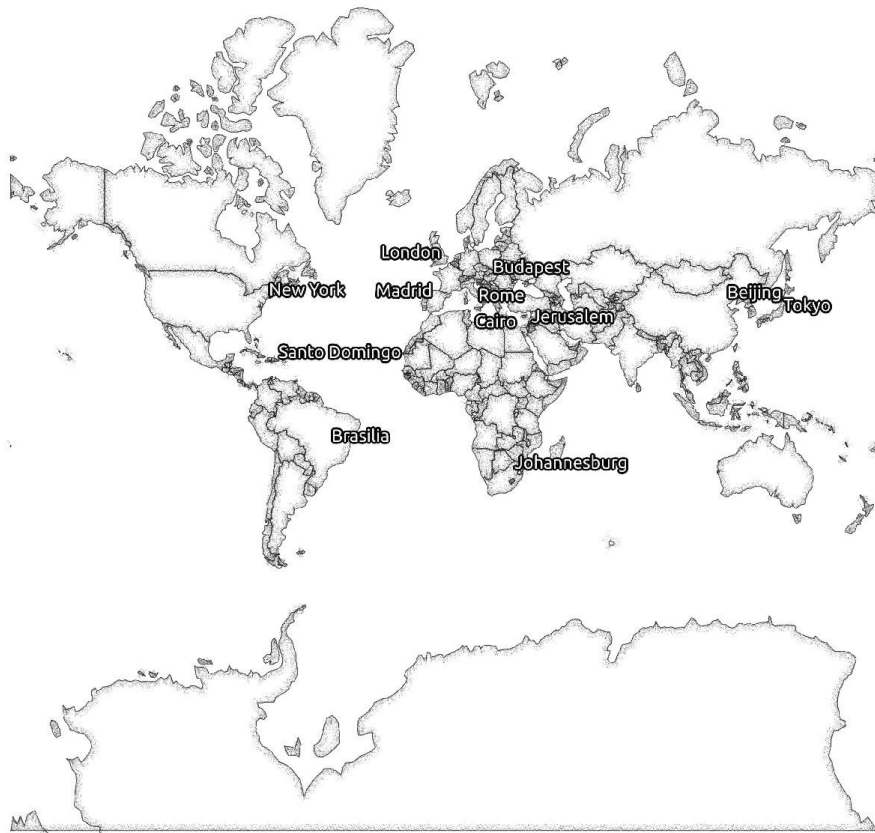 London
Budapest
New York
Madrid
Rome
Beijing
Tokyo
Cairo
Jerusalem
Santo Domingo
Brasilia
Johannesburg